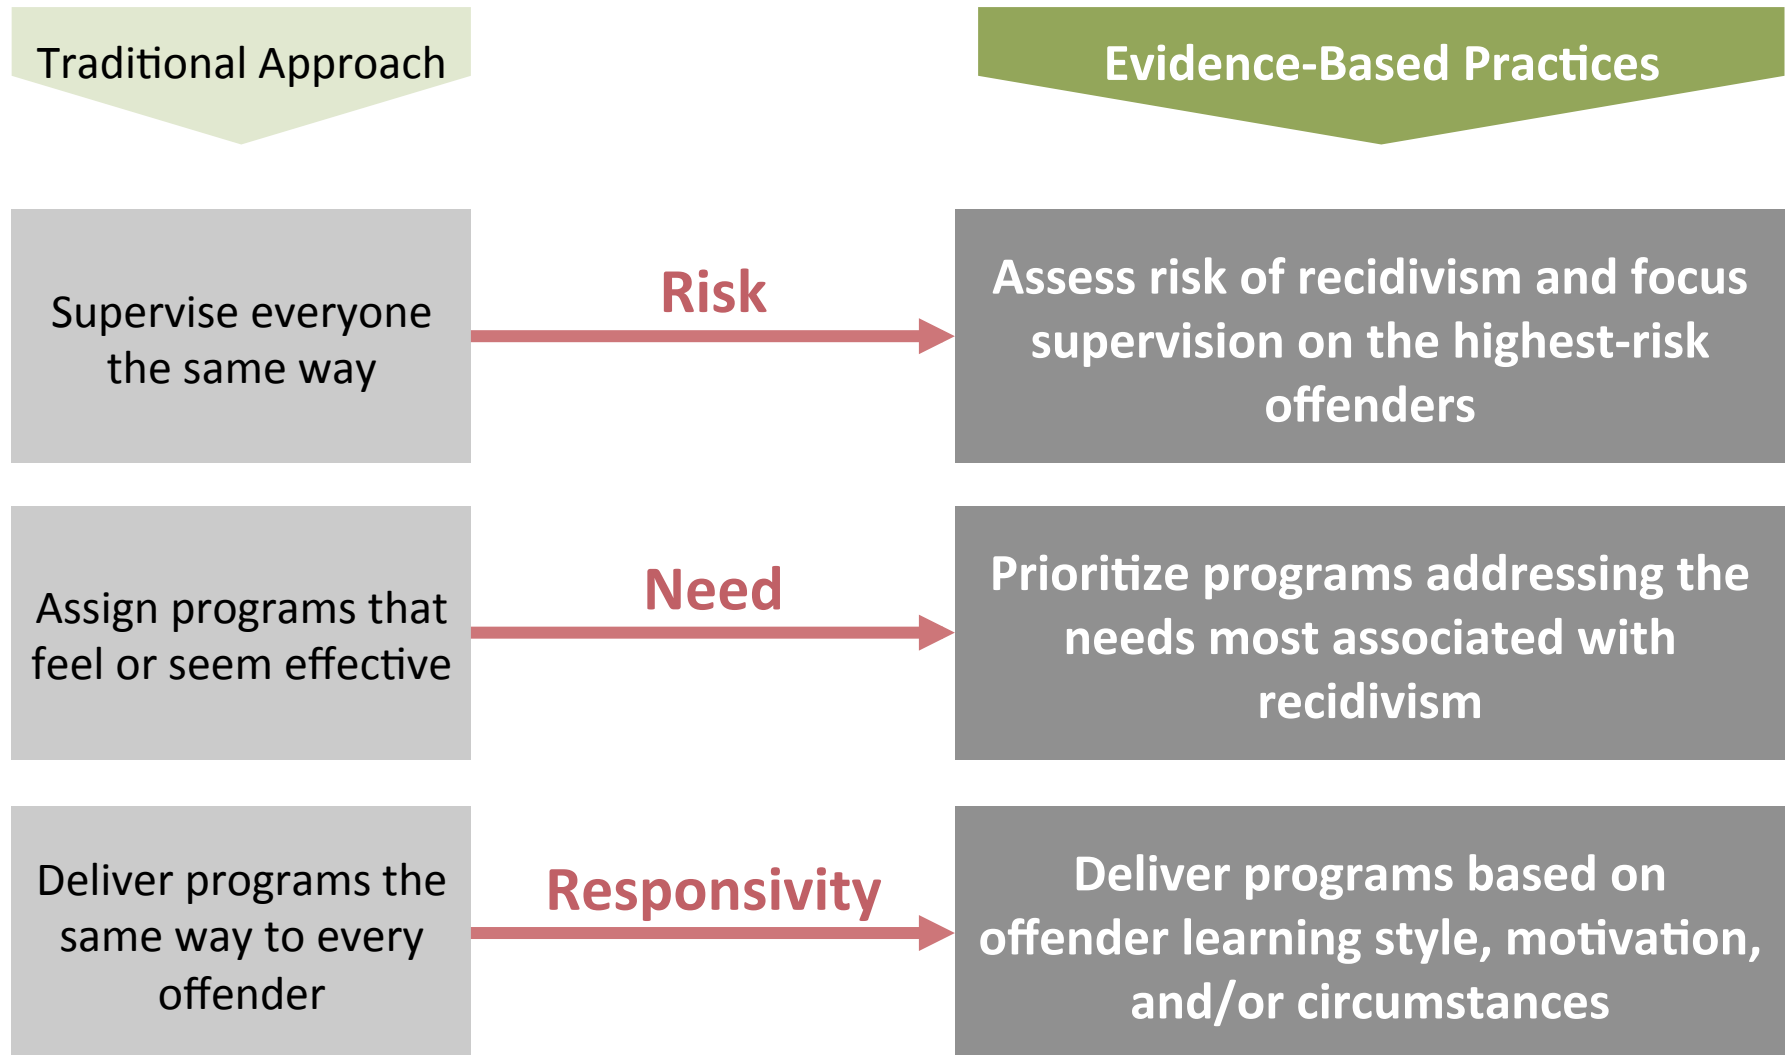 Traditional Approach
Evidence-Based Practices
Supervise everyone
the same way
Risk
Assess risk of recidivism and focus
supervision on the highest-risk
offenders
Assign programs that
feel or seem effective
Need
Prioritize programs addressing the
needs most associated with
recidivism
Deliver programs the
same way to every
offender
Responsivity
Deliver programs based on
offender learning style, motivation,
and/or circumstances